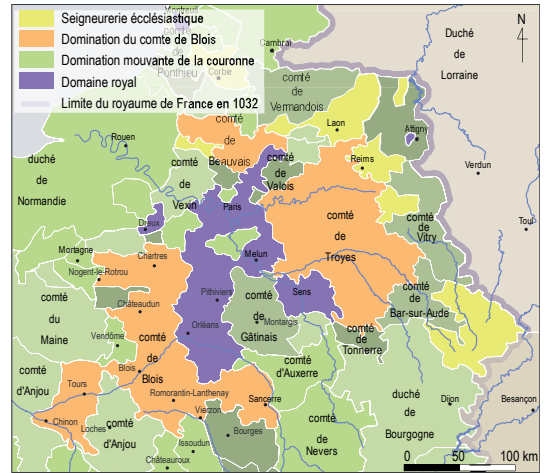 Seigneurerie écclésiastique
Domination du comte de Blois
Domination mouvante de la couronne
Domaine royal
Limite du royaume de France en 1032
N
Montreuil
comté
de
Ponthieu
Corbie
Cambrai
Duché
de
Lorraine
comté
de
Vermandois
Laon
Attigny
Rouen
comté
de
Beauvais
comté
de
Valois
Reims
Verdun
duché
de
Normandie
comté
de
Vexin
Paris
Dreux
comté
de
Troyes
comté
de
Vitry
Toul
Mortagne
Chartres
Melun
Nogent-le-Rotrou
Sens
comté
du
Maine
Châteaudun
Pithiviers
comté
de
Gâtinais
Montargis
comté
de
Bar-sur-Aude
Vendôme
Orléans
comté
de
Tonnerre
comté
de
Blois
Blois
comté
d'Auxerre
comté
d'Anjou
Tours
Romorantin-Lanthenay
Sancerre
Vierzon
duché
de
Bourgogne
Dijon
Besançon
Chinon
Loches
comté
d'Anjou
Bourges
comté
de
Nevers
Issoudun
Châteauroux
0 50 100 km